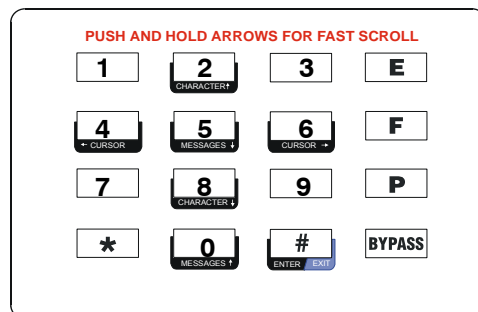 PUSH AND HOLD ARROWS FOR FAST SCROLL
1 2 3 E
CHARACTER↑
4 5 6 F
← CURSOR MESSAGES ↓ CURSOR →
7 8 9 P
CHARACTER ↓
* 0 # BYPASS
MESSAGES ↑ ENTER EXIT